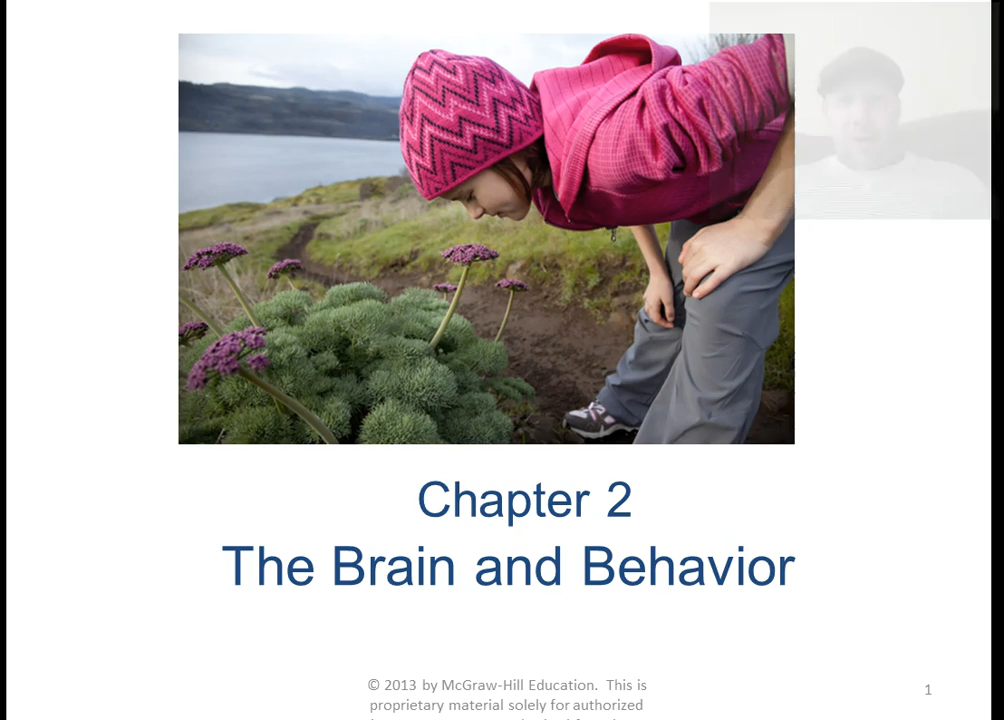 Chapter 2
The Brain and Behavior
© 2013 by McGraw-Hill Education.  This is
proprietary material solely for authorized
1